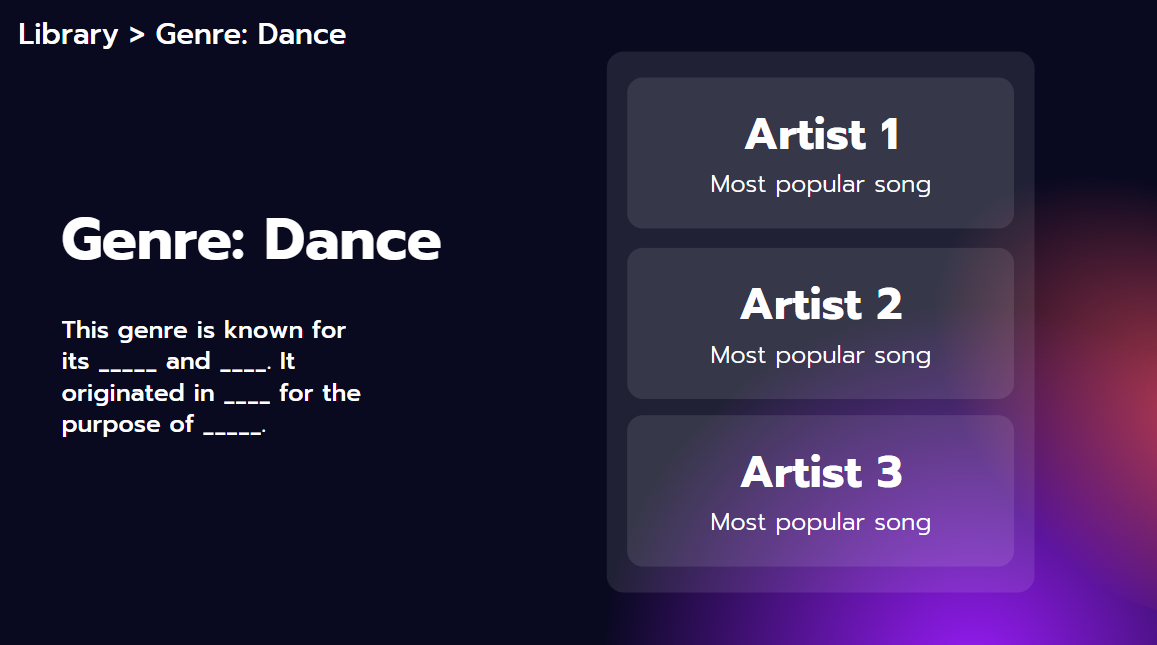 Library > Genre: Dance
Genre: Dance
This genre is known for
its _____ and ____. It
originated in ____ for the
purpose of _____.
Artist 1
Most popular song
Artist 2
Most popular song
Artist 3
Most popular song